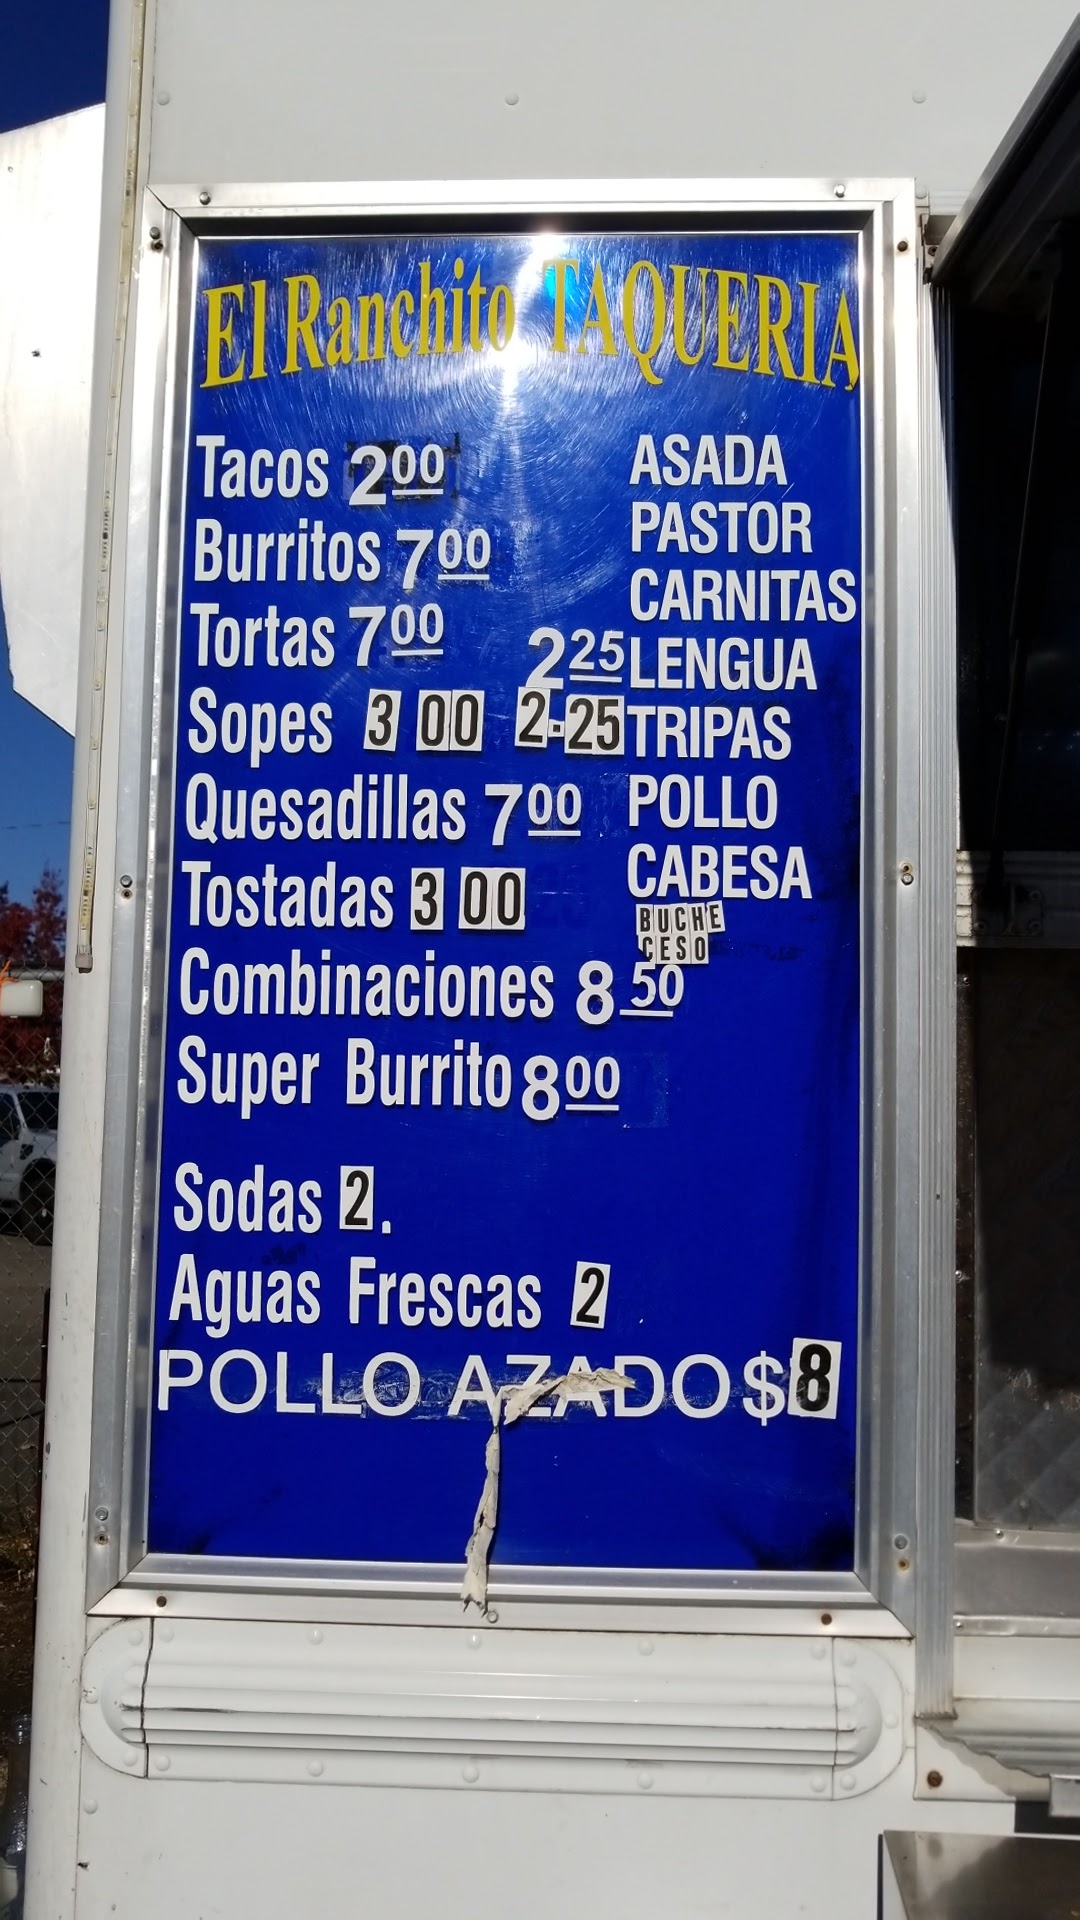 El Ranchito TAQUERIA
Tacos 2.00
Burritos 7.00
Tortas 7.00
Sopes 3 00
Quesadillas 7.00
Tostadas 3 00
Combinaciones 8.50
Super Burrito 8.00
Sodas 2.
Aguas Frescas 2
POLLO AZADO $8
ASADA
PASTOR
CARNITAS
2.25 LENGUA
2.25 TRIPAS
POLLO
CABESA
BUCHE
CESO